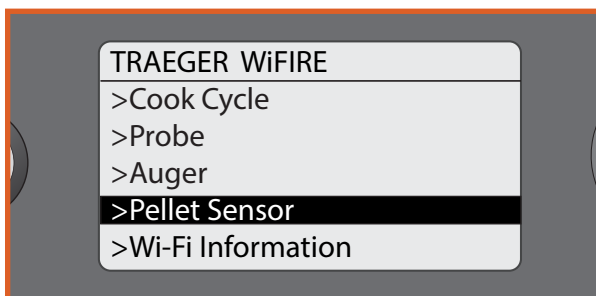 TRAEGER WiFIRE
>Cook Cycle
>Probe
>Auger
>Pellet Sensor
>Wi-Fi Information